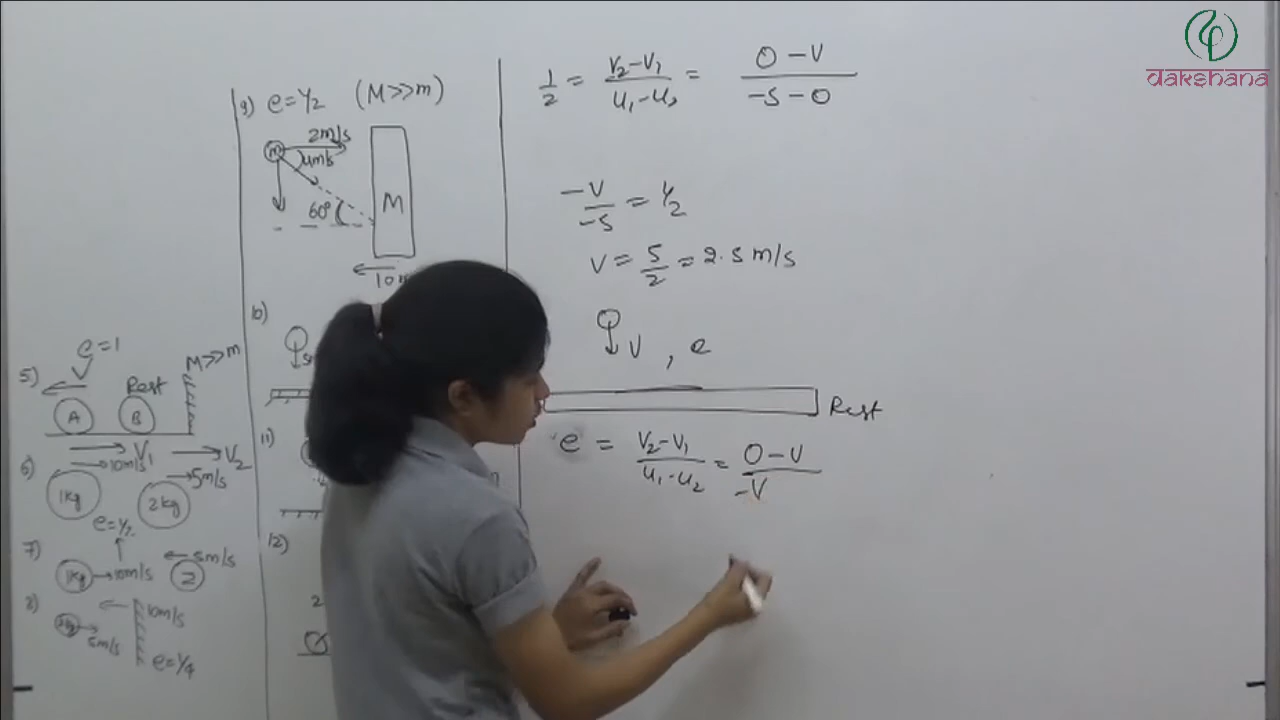 dakshana
9) e = 1/2 (M>>m)
2m/s
m
4m/s
M
60°
10)
e=1
5)
M>>m
Rest
A B
V1 V2
6)
10m/s
5m/s
1kg
2kg
e=1/2
7)
1kg 10m/s
5m/s
2
8)
10m/s
5m/s
e=1/4
11)
12)
2
1/2 = V2-V1 / U1-U2 = 0-V / -5-0
-V/-5 = 1/2
V = 5/2 = 2.5 m/s
V , e
Rest
e = V2-V1 / U1-U2 = 0-V / -V